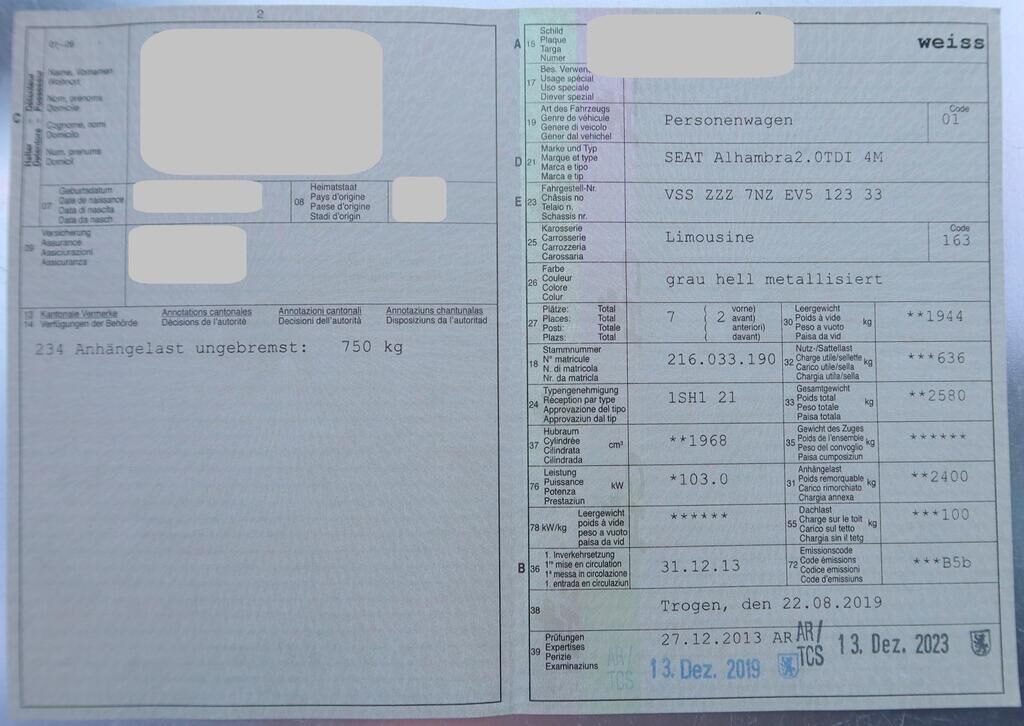 2
01–06
Name, Vornamen
Wohnort
Nom, prénoms
Domicile
Cognome, nomi
Domicilio
Num, prenums
Domicil
C
Halter – Détenteur
Detentore – Possessur
07
Geburtsdatum
Date de naissance
Data di nascita
Data da nasch
08
Heimatstaat
Pays d'origine
Paese d'origine
Stadi d'origin
09
Versicherung
Assurance
Assicurazioni
Assicuranza
13 Kantonale Vermerke Annotations cantonales Annotazioni cantonali Annotaziuns chantunalas
14 Verfügungen der Behörde Décisions de l'autorité Decisioni dell'autorità Disposiziuns da l'autoritad
234 Anhängelast ungebremst: 750 kg
A 15
Schild
Plaque
Targa
Numer
weiss
17
Bes. Verwen
Usage spécial
Uso speciale
Diever spezial
19
Art des Fahrzeugs
Genre de véhicule
Genere di veicolo
Gener dal vehichel
Personenwagen
Code
01
D 21
Marke und Typ
Marque et type
Marca e tipo
Marca e tip
SEAT Alhambra2.0TDI 4M
E 23
Fahrgestell-Nr.
Châssis no
Telaio n.
Schassis nr.
VSS ZZZ 7NZ EV5 123 33
25
Karosserie
Carrosserie
Carrozzeria
Carossaria
Limousine
Code
163
26
Farbe
Couleur
Colore
Colur
grau hell metallisiert
27
Plätze: Total
Places: Total
Posti: Totale
Plazs: Total
7 ( 2 vorne)
( avant)
( anteriori)
( davant)
30
Leergewicht
Poids à vide
Peso a vuoto
Paisa da vid
kg
**1944
18
Stammnummer
N° matricule
N. di matricola
Nr. da matricla
216.033.190
32
Nutz-/Sattellast
Charge utile/sellette
Carico utile/sella
Chargia utila/sella
kg
***636
24
Typengenehmigung
Réception par type
Approvazione del tipo
Approvaziun dal tip
1SH1 21
33
Gesamtgewicht
Poids total
Peso totale
Paisa totala
kg
**2580
37
Hubraum
Cylindrée
Cilindrata
Cilindrada
cm³
**1968
35
Gewicht des Zuges
Poids de l'ensemble
Peso del convoglio
Paisa cumposiziun
kg
******
76
Leistung
Puissance
Potenza
Prestaziun
kW
*103.0
31
Anhängelast
Poids remorquable
Carico rimorchiato
Chargia annexa
kg
**2400
78 kW/kg
Leergewicht
poids à vide
peso a vuoto
paisa da vid
******
55
Dachlast
Charge sur le toit
Carico sul tetto
Chargia sin il tetg
kg
***100
B 36
1. Inverkehrsetzung
1re mise en circulation
1a messa in circolazione
1. entrada en circulaziun
31.12.13
72
Emissionscode
Code émissions
Codice emissioni
Code d'emissiuns
***B5b
38
Trogen, den 22.08.2019
39
Prüfungen
Expertises
Perizie
Examinaziuns
27.12.2013 AR
AR/
TCS
13. Dez. 2019
AR/
TCS
13. Dez. 2023